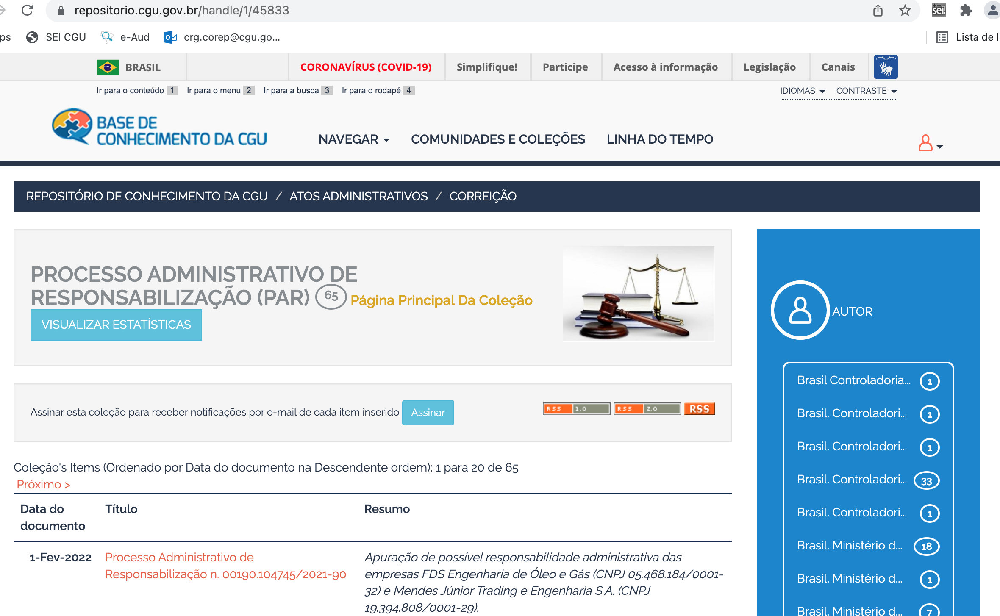 repositorio.cgu.gov.br/handle/1/45833
sei!
ps
SEI CGU
e-Aud
crg.corep@cgu.go...
Lista de l
BRASIL
CORONAVÍRUS (COVID-19)
Simplifique!
Participe
Acesso à informação
Legislação
Canais
Ir para o conteúdo 1
Ir para o menu 2
Ir para a busca 3
Ir para o rodapé 4
IDIOMAS
CONTRASTE
BASE DE
CONHECIMENTO DA CGU
NAVEGAR
COMUNIDADES E COLEÇÕES
LINHA DO TEMPO
REPOSITÓRIO DE CONHECIMENTO DA CGU / ATOS ADMINISTRATIVOS / CORREIÇÃO
PROCESSO ADMINISTRATIVO DE
RESPONSABILIZAÇÃO (PAR) 65 Página Principal Da Coleção
VISUALIZAR ESTATÍSTICAS
Assinar esta coleção para receber notificações por e-mail de cada item inserido Assinar
RSS 1.0
RSS 2.0
RSS
Coleção's Items (Ordenado por Data do documento na Descendente ordem): 1 para 20 de 65
Próximo >
Data do
documento
Título
Resumo
1-Fev-2022
Processo Administrativo de
Responsabilização n. 00190.104745/2021-90
Apuração de possível responsabilidade administrativa das
empresas FDS Engenharia de Óleo e Gás (CNPJ 05.468.184/0001-
32) e Mendes Júnior Trading e Engenharia S.A. (CNPJ
19.394.808/0001-29).
AUTOR
Brasil Controladoria... 1
Brasil. Controladori... 1
Brasil. Controladori... 1
Brasil. Controladori... 33
Brasil. Controladori... 1
Brasil. Ministério d... 18
Brasil. Ministério d... 1
Brasil. Ministério d... 7